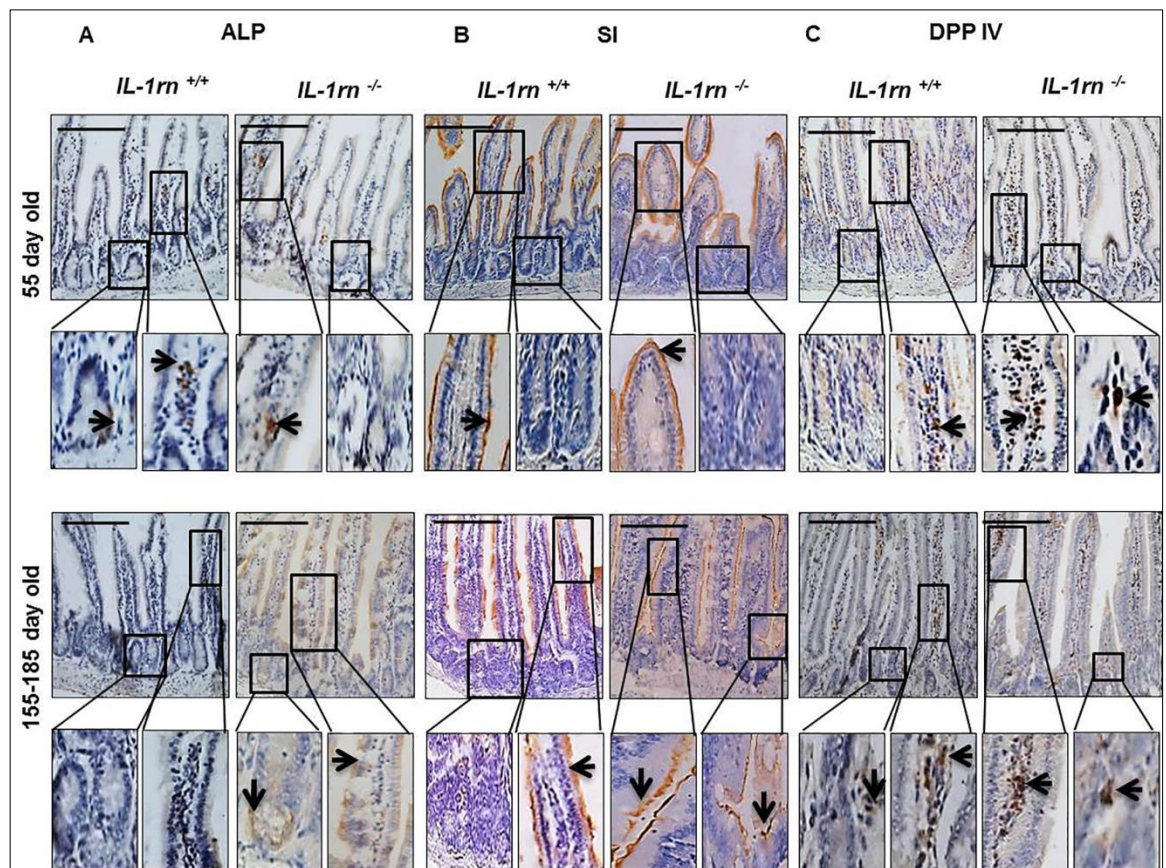 A ALP B SI C DPP IV
IL-1rn +/+ IL-1rn -/- IL-1rn +/+ IL-1rn -/- IL-1rn +/+ IL-1rn -/-
55 day old
155-185 day old